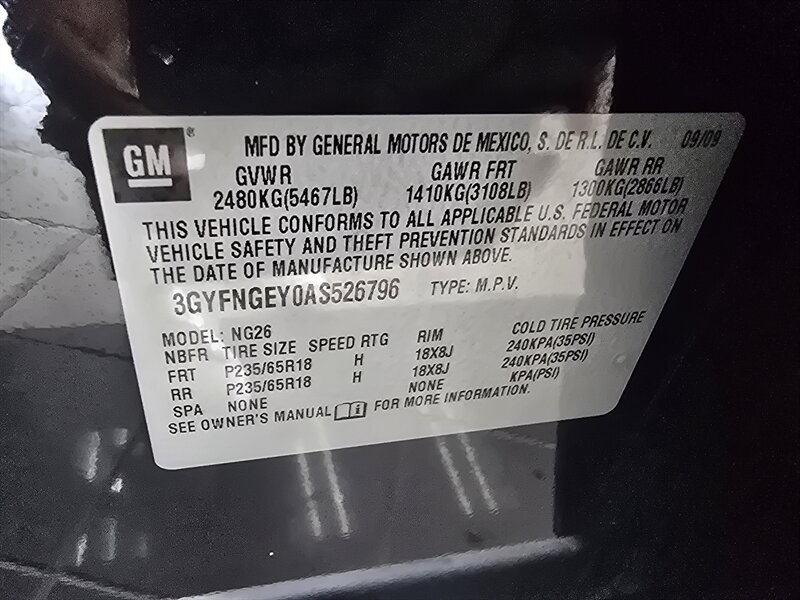 GM® MFD BY GENERAL MOTORS DE MEXICO, S. DE R.L. DE C.V. 09/09
GVWR GAWR FRT GAWR RR
2480KG(5467LB) 1410KG(3108LB) 1300KG(2866LB)
THIS VEHICLE CONFORMS TO ALL APPLICABLE U.S. FEDERAL MOTOR
VEHICLE SAFETY AND THEFT PREVENTION STANDARDS IN EFFECT ON
THE DATE OF MANUFACTURE SHOWN ABOVE.
3GYFNGEY0AS526796 TYPE: M.P.V.
MODEL: NG26
NBFR TIRE SIZE SPEED RTG RIM COLD TIRE PRESSURE
FRT P235/65R18 H 18X8J 240KPA(35PSI)
RR P235/65R18 H 18X8J 240KPA(35PSI)
SPA NONE NONE KPA(PSI)
SEE OWNER'S MANUAL FOR MORE INFORMATION.